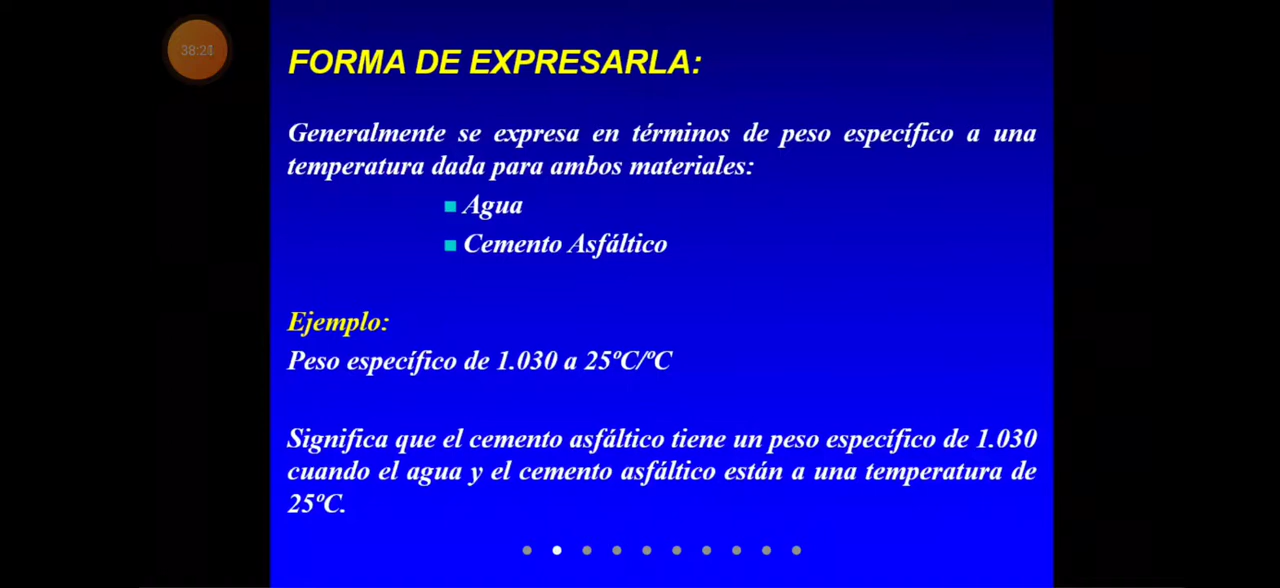 38:21
FORMA DE EXPRESARLA:
Generalmente se expresa en términos de peso específico a una
temperatura dada para ambos materiales:
Agua
Cemento Asfáltico
Ejemplo:
Peso específico de 1.030 a 25ºC/ºC
Significa que el cemento asfáltico tiene un peso específico de 1.030
cuando el agua y el cemento asfáltico están a una temperatura de
25ºC.